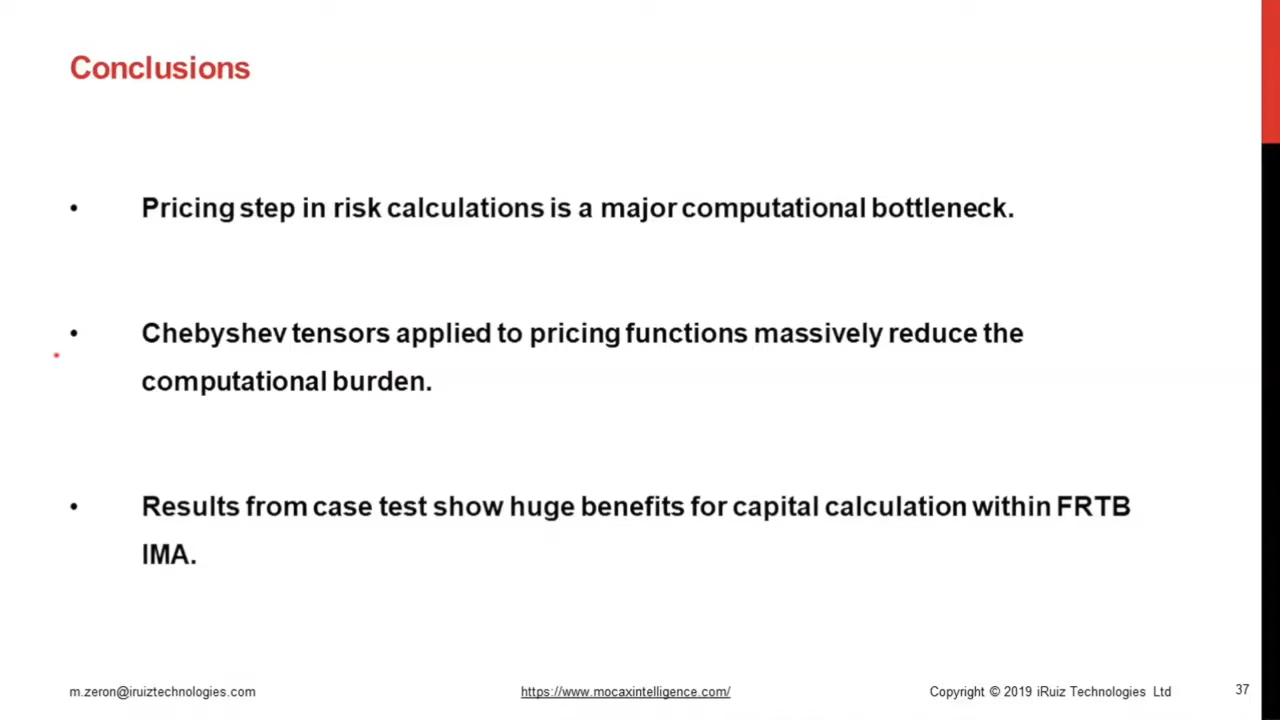 Conclusions
• Pricing step in risk calculations is a major computational bottleneck.
• Chebyshev tensors applied to pricing functions massively reduce the
computational burden.
• Results from case test show huge benefits for capital calculation within FRTB
IMA.
m.zeron@iruiztechnologies.com https://www.mocaxintelligence.com/ Copyright © 2019 iRuiz Technologies Ltd 37